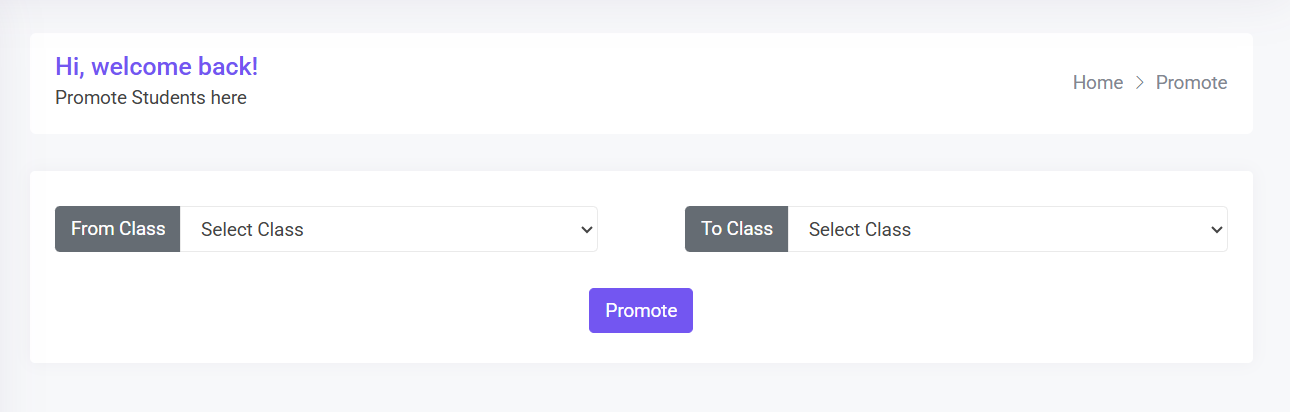 Hi, welcome back!
Promote Students here
Home > Promote
From Class Select Class
To Class Select Class
Promote